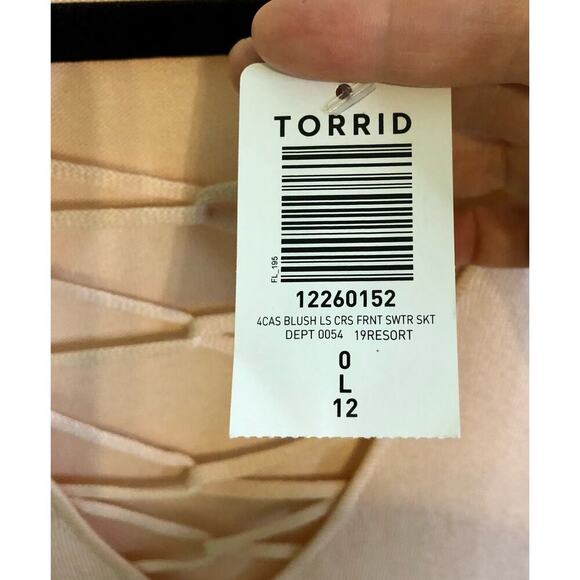 TORRID
FL_195
12260152
4CAS BLUSH LS CRS FRNT SWTR SKT
DEPT 0054 19RESORT
0
L
12